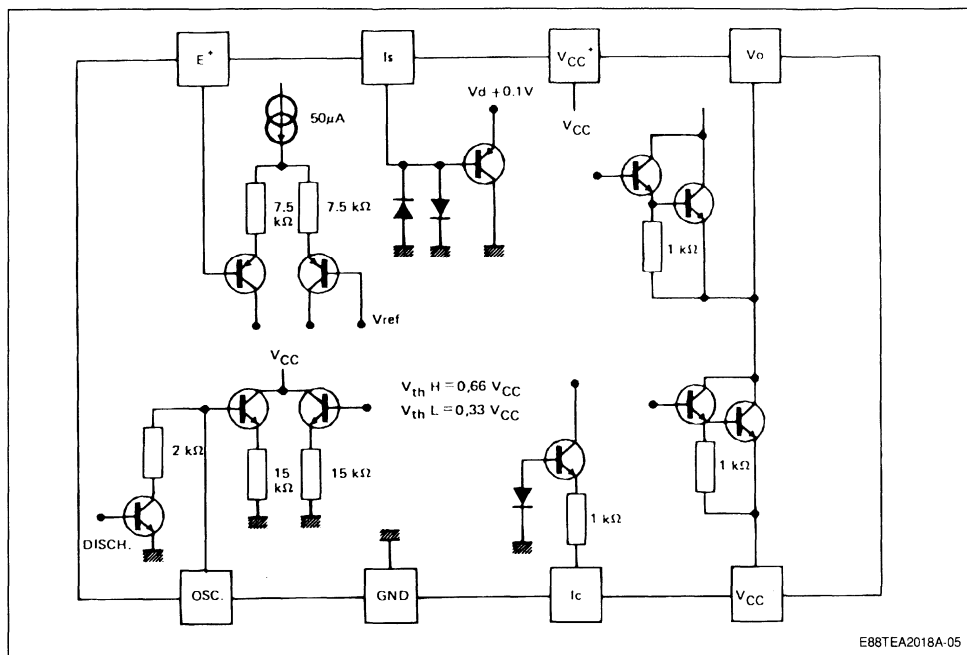 E+
Is
VCC+
Vo
50μA
Vd +0.1V
VCC
7.5 kΩ
7.5 kΩ
1 kΩ
Vref
VCC
Vth H = 0,66 VCC
Vth L = 0,33 VCC
2 kΩ
15 kΩ
15 kΩ
1 kΩ
1 kΩ
DISCH.
OSC.
GND
Ic
VCC
E88TEA2018A-05